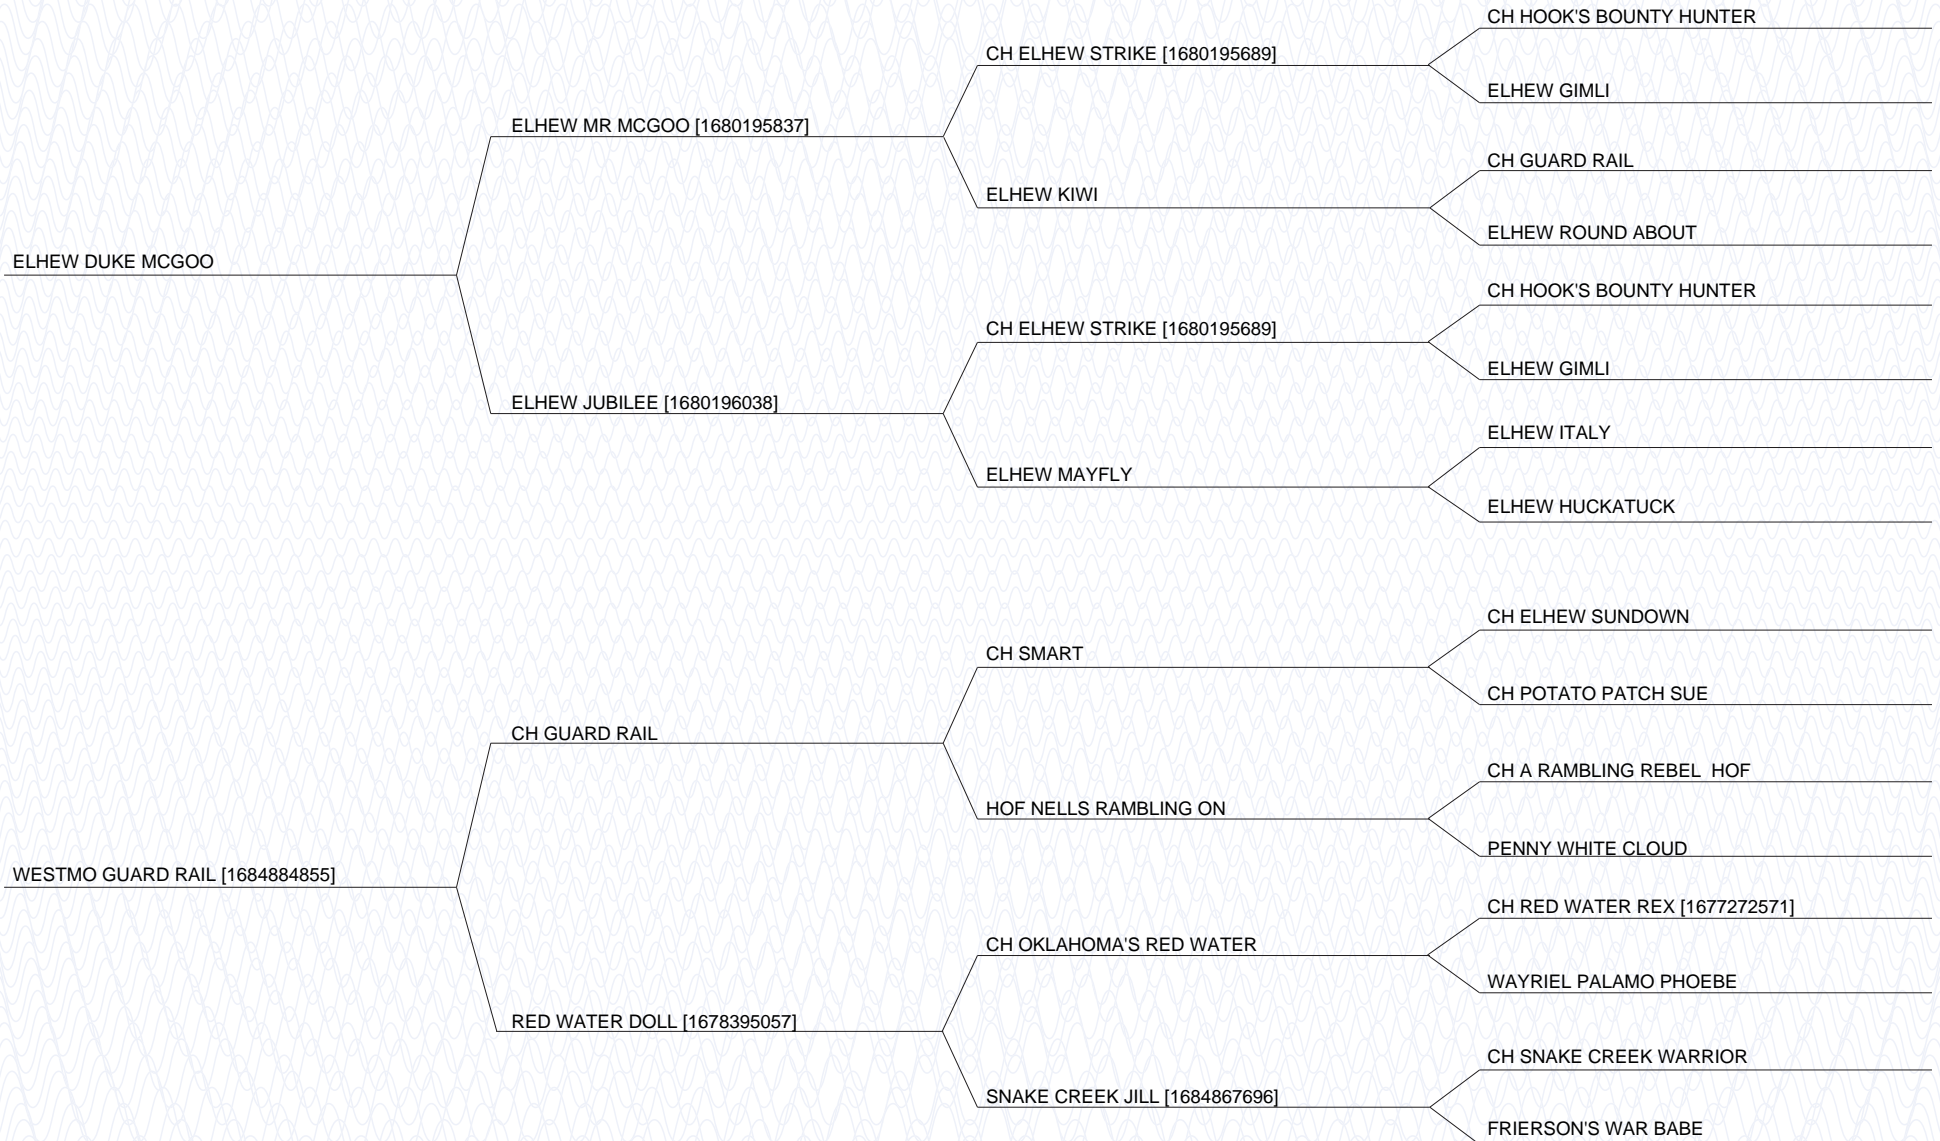 CH HOOK'S BOUNTY HUNTER
CH ELHEW STRIKE [1680195689]
ELHEW GIMLI
ELHEW MR MCGOO [1680195837]
CH GUARD RAIL
ELHEW KIWI
ELHEW ROUND ABOUT
ELHEW DUKE MCGOO
CH HOOK'S BOUNTY HUNTER
CH ELHEW STRIKE [1680195689]
ELHEW GIMLI
ELHEW JUBILEE [1680196038]
ELHEW ITALY
ELHEW MAYFLY
ELHEW HUCKATUCK
CH ELHEW SUNDOWN
CH SMART
CH POTATO PATCH SUE
CH GUARD RAIL
CH A RAMBLING REBEL  HOF
HOF NELLS RAMBLING ON
PENNY WHITE CLOUD
WESTMO GUARD RAIL [1684884855]
CH RED WATER REX [1677272571]
CH OKLAHOMA'S RED WATER
WAYRIEL PALAMO PHOEBE
RED WATER DOLL [1678395057]
CH SNAKE CREEK WARRIOR
SNAKE CREEK JILL [1684867696]
FRIERSON'S WAR BABE